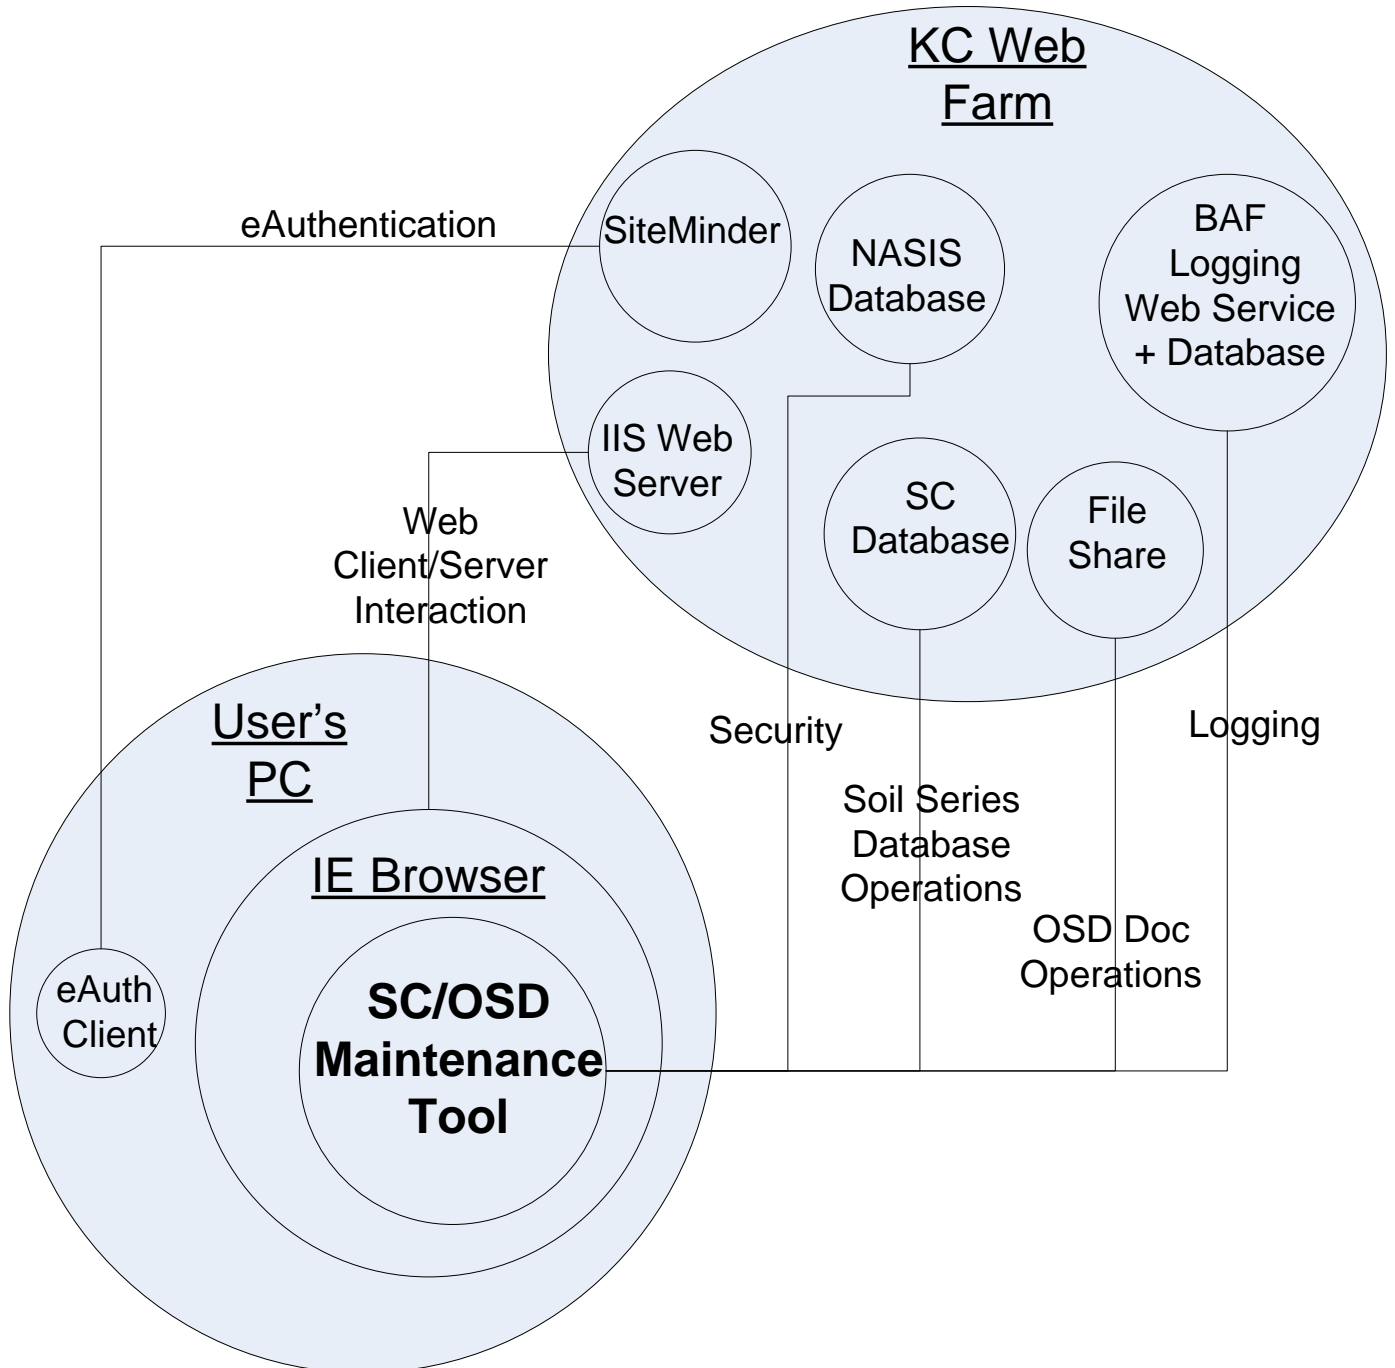 KC Web
Farm
eAuthentication
SiteMinder
NASIS
Database
BAF
Logging
Web Service
+ Database
IIS Web
Server
SC
Database
File
Share
Web
Client/Server
Interaction
User's
PC
Security
Logging
Soil Series
Database
Operations
IE Browser
OSD Doc
Operations
eAuth
Client
SC/OSD
Maintenance
Tool